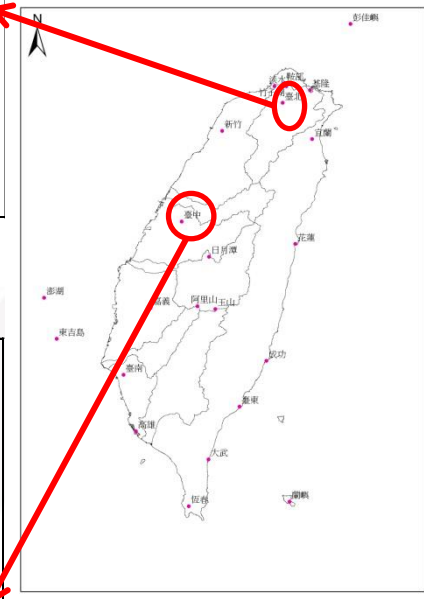 N
彭佳嶼
淡水
鞍部
基隆
竹子湖
臺北
新竹
宜蘭
臺中
花蓮
日月潭
澎湖
嘉義
阿里山
玉山
東吉島
成功
臺南
臺東
高雄
大武
恆春
蘭嶼